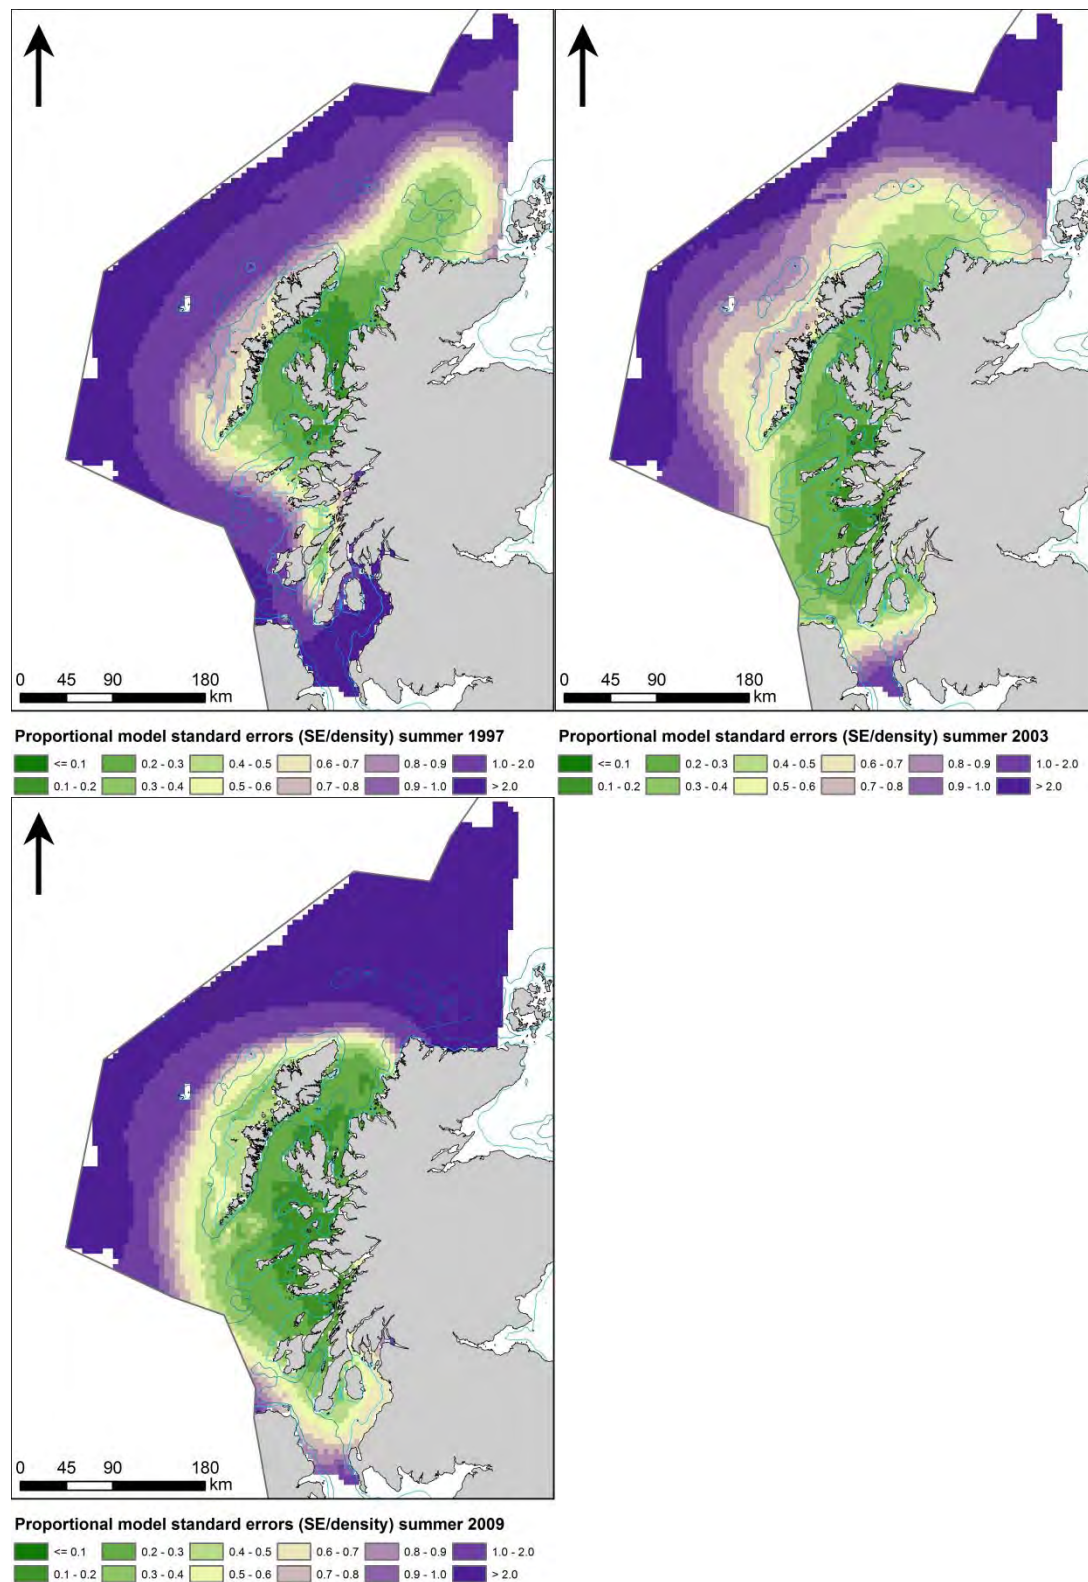 0 45 90 180
km
0 45 90 180
km
Proportional model standard errors (SE/density) summer 1997
<= 0.1 0.2 - 0.3 0.4 - 0.5 0.6 - 0.7 0.8 - 0.9 1.0 - 2.0
0.1 - 0.2 0.3 - 0.4 0.5 - 0.6 0.7 - 0.8 0.9 - 1.0 > 2.0
Proportional model standard errors (SE/density) summer 2003
<= 0.1 0.2 - 0.3 0.4 - 0.5 0.6 - 0.7 0.8 - 0.9 1.0 - 2.0
0.1 - 0.2 0.3 - 0.4 0.5 - 0.6 0.7 - 0.8 0.9 - 1.0 > 2.0
0 45 90 180
km
Proportional model standard errors (SE/density) summer 2009
<= 0.1 0.2 - 0.3 0.4 - 0.5 0.6 - 0.7 0.8 - 0.9 1.0 - 2.0
0.1 - 0.2 0.3 - 0.4 0.5 - 0.6 0.7 - 0.8 0.9 - 1.0 > 2.0